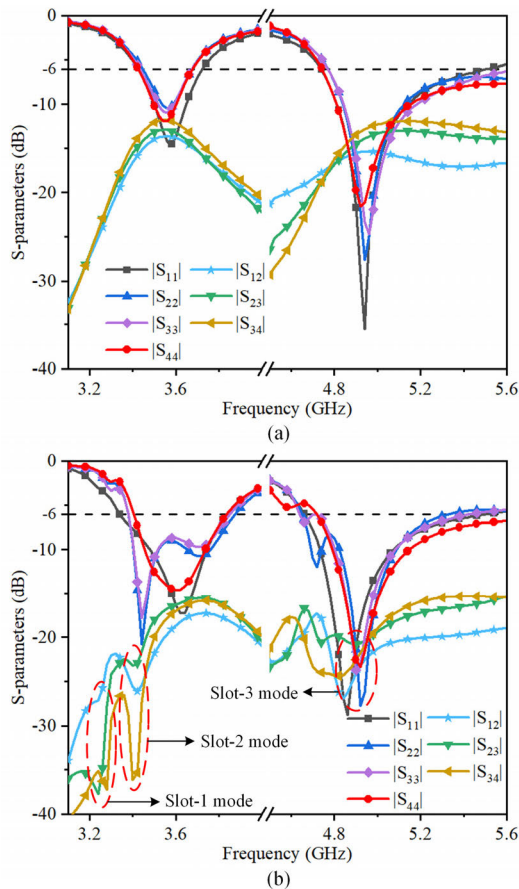 0
-6
-10
-20
-30
-40
S-parameters (dB)
|S11| |S12|
|S22| |S23|
|S33| |S34|
|S44|
3.2 3.6 4.8 5.2 5.6
Frequency (GHz)
(a)
0
-6
-10
-20
-30
-40
S-parameters (dB)
Slot-3 mode
Slot-2 mode
Slot-1 mode
|S11| |S12|
|S22| |S23|
|S33| |S34|
|S44|
3.2 3.6 4.8 5.2 5.6
Frequency (GHz)
(b)